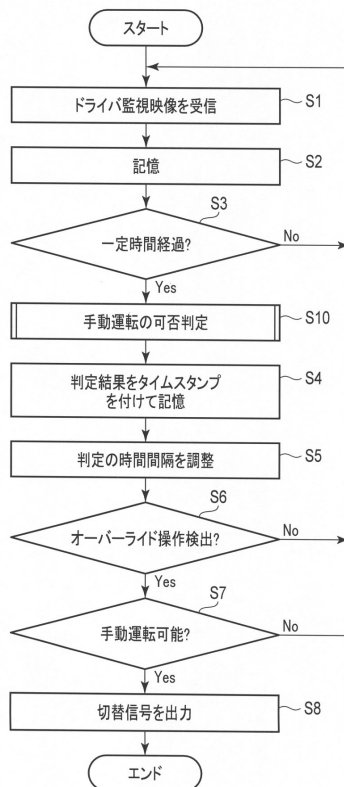 スタート
ドライバ監視映像を受信
S1
記憶
S2
S3
一定時間経過?
No
Yes
手動運転の可否判定
S10
判定結果をタイムスタンプ
を付けて記憶
S4
判定の時間間隔を調整
S5
S6
オーバーライド操作検出?
No
Yes
S7
手動運転可能?
No
Yes
切替信号を出力
S8
エンド